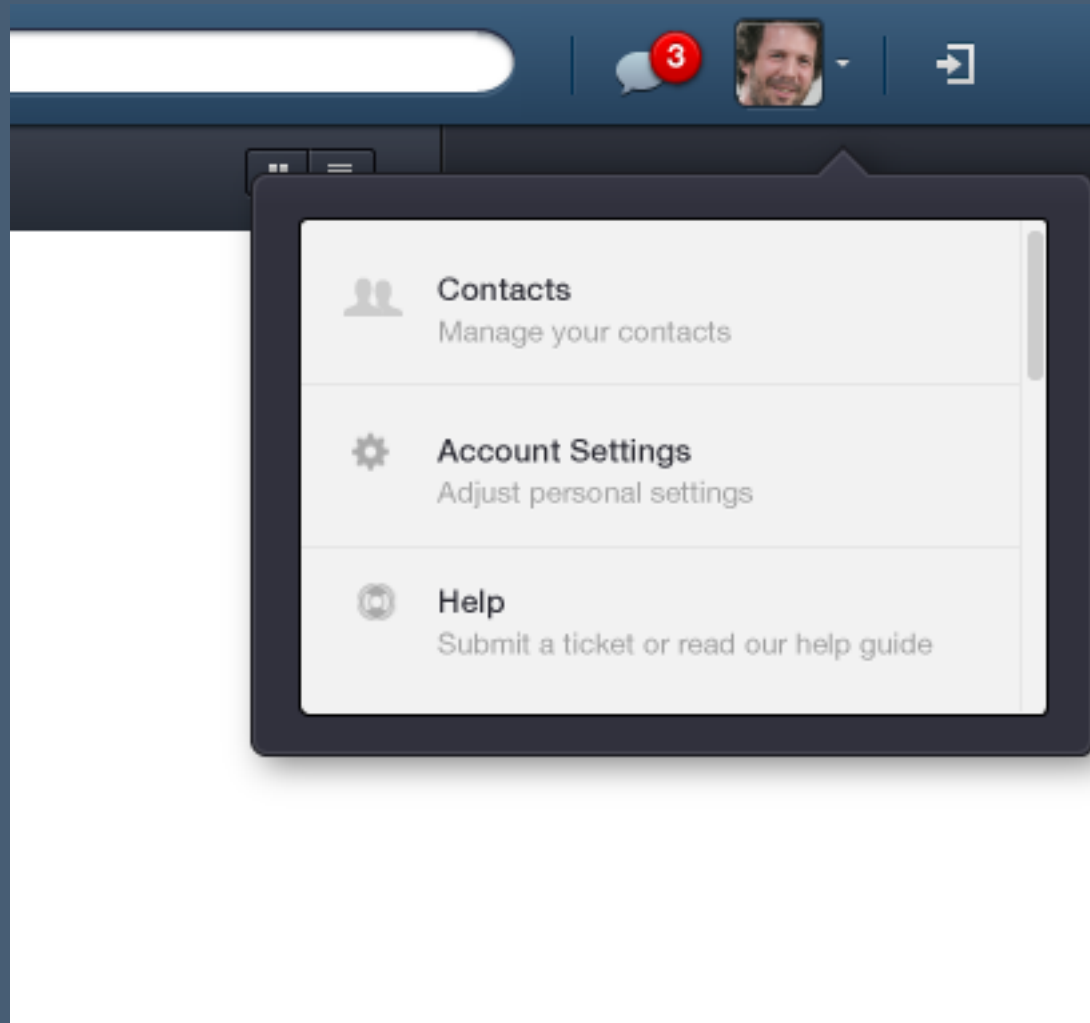 3
Contacts
Manage your contacts
Account Settings
Adjust personal settings
Help
Submit a ticket or read our help guide